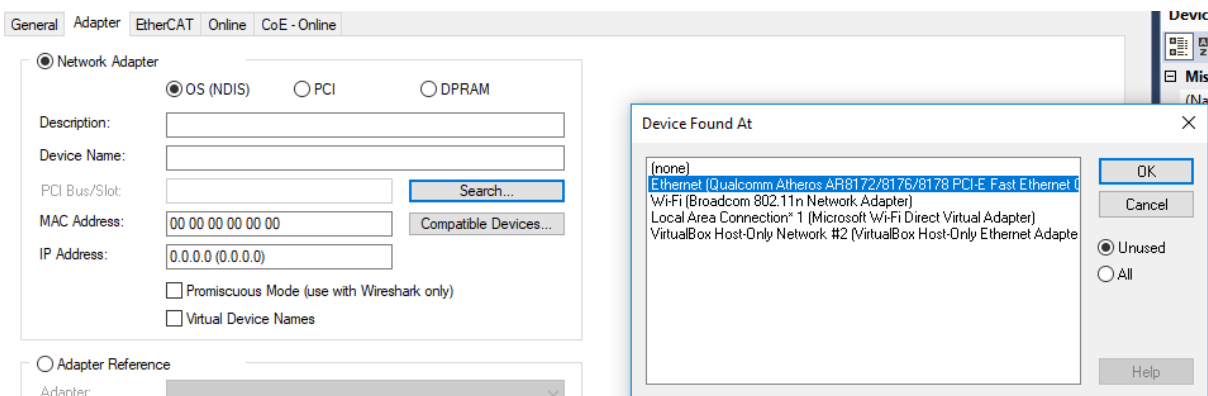 General Adapter EtherCAT Online CoE - Online
Network Adapter
OS (NDIS) PCI DPRAM
Description:
Device Name:
PCI Bus/Slot: Search...
MAC Address: 00 00 00 00 00 00 Compatible Devices...
IP Address: 0.0.0.0 (0.0.0.0)
Promiscuous Mode (use with Wireshark only)
Virtual Device Names
Adapter Reference
Adapter:
Device Found At
(none)
Ethernet (Qualcomm Atheros AR8172/8176/8178 PCI-E Fast Ethernet
Wi-Fi (Broadcom 802.11n Network Adapter)
Local Area Connection* 1 (Microsoft Wi-Fi Direct Virtual Adapter)
VirtualBox Host-Only Network #2 (VirtualBox Host-Only Ethernet Adapte
OK
Cancel
Unused
All
Help
Devic
Mis
(Na